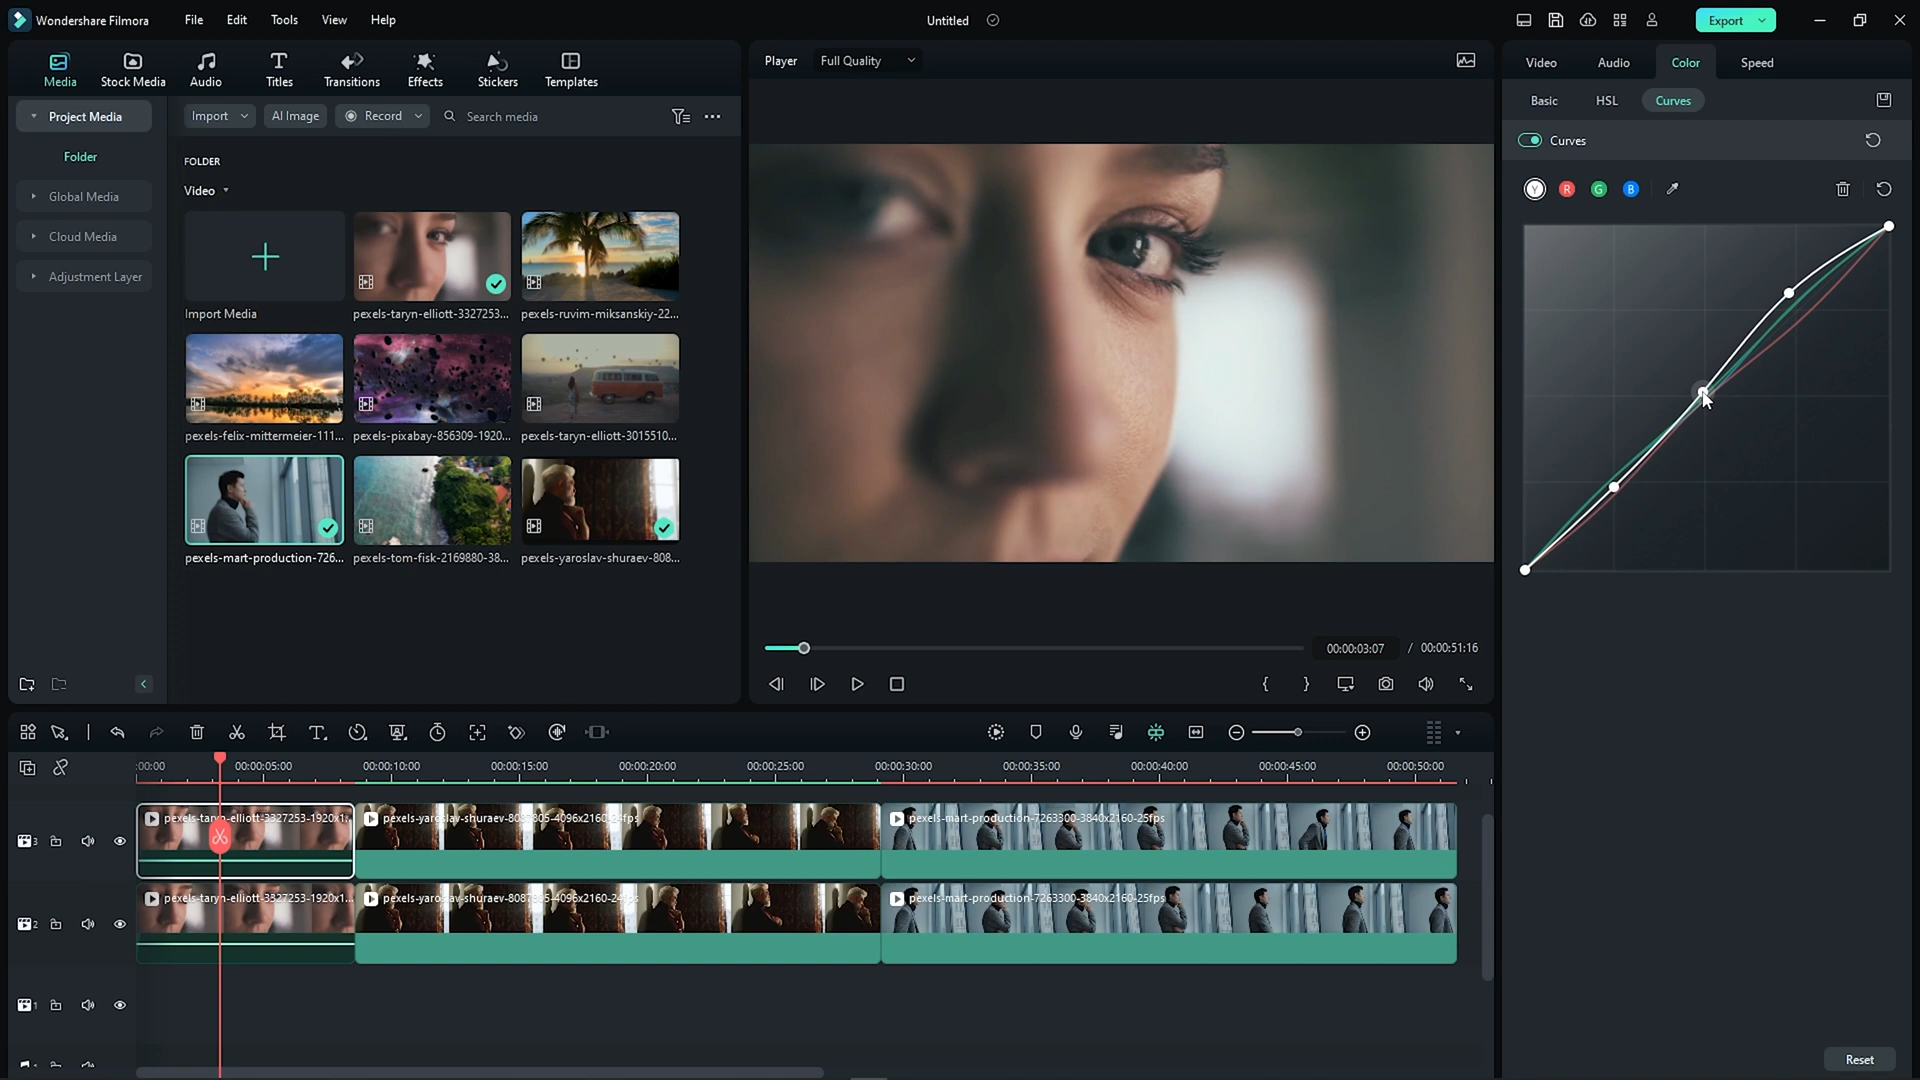 Wondershare Filmora
File Edit Tools View Help
Untitled
Export
Media Stock Media Audio Titles Transitions Effects Stickers Templates
Player Full Quality
Video Audio Color Speed
Project Media
Import AI Image Record Search media
Basic HSL Curves
Folder
FOLDER
Curves
Global Media
Video
Y R G B
Cloud Media
Adjustment Layer
Import Media pexels-taryn-elliott-3327253... pexels-ruvim-miksanskiy-22...
pexels-felix-mittermeier-111... pexels-pixabay-856309-1920... pexels-taryn-elliott-3015510...
pexels-mart-production-726... pexels-tom-fisk-2169880-38... pexels-yaroslav-shuraev-808...
00:00:03:07 / 00:00:51:16
:00:00 00:00:05:00 00:00:10:00 00:00:15:00 00:00:20:00 00:00:25:00 00:00:30:00 00:00:35:00 00:00:40:00 00:00:45:00 00:00:50:00
3 pexels-taryn-elliott-3327253-1920x1... pexels-yaroslav-shuraev-8087805-4096x2160-24fps pexels-mart-production-7263300-3840x2160-25fps
2 pexels-taryn-elliott-3327253-1920x1... pexels-yaroslav-shuraev-8087805-4096x2160-24fps pexels-mart-production-7263300-3840x2160-25fps
1
Reset